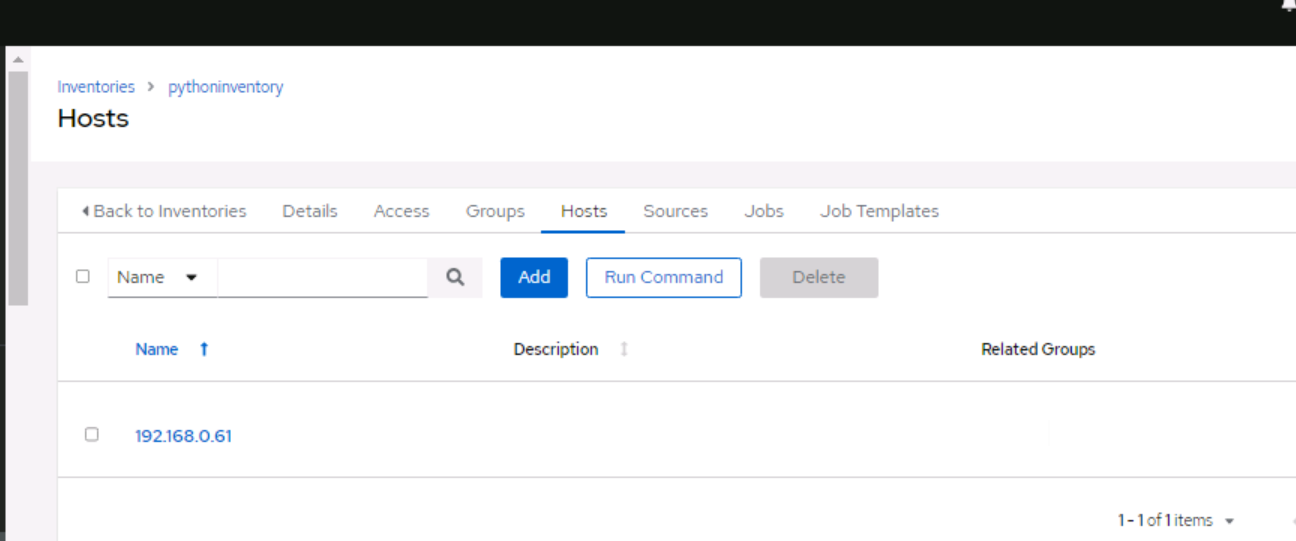 Inventories > pythoninventory
Hosts
Back to Inventories Details Access Groups Hosts Sources Jobs Job Templates
Name Add Run Command Delete
Name Description Related Groups
192.168.0.61
1 - 1 of 1 items